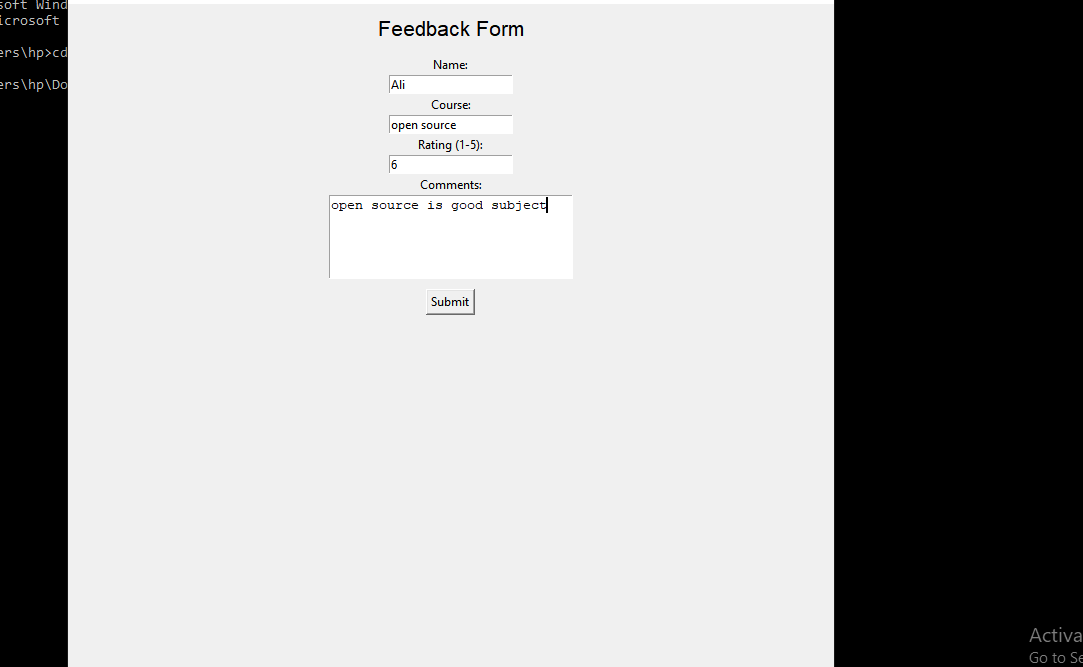 soft Wind
icrosoft
ers\hp>cd
ers\hp\Do
Feedback Form
Name:
Ali
Course:
open source
Rating (1-5):
6
Comments:
open source is good subject
Submit
Activa
Go to Se